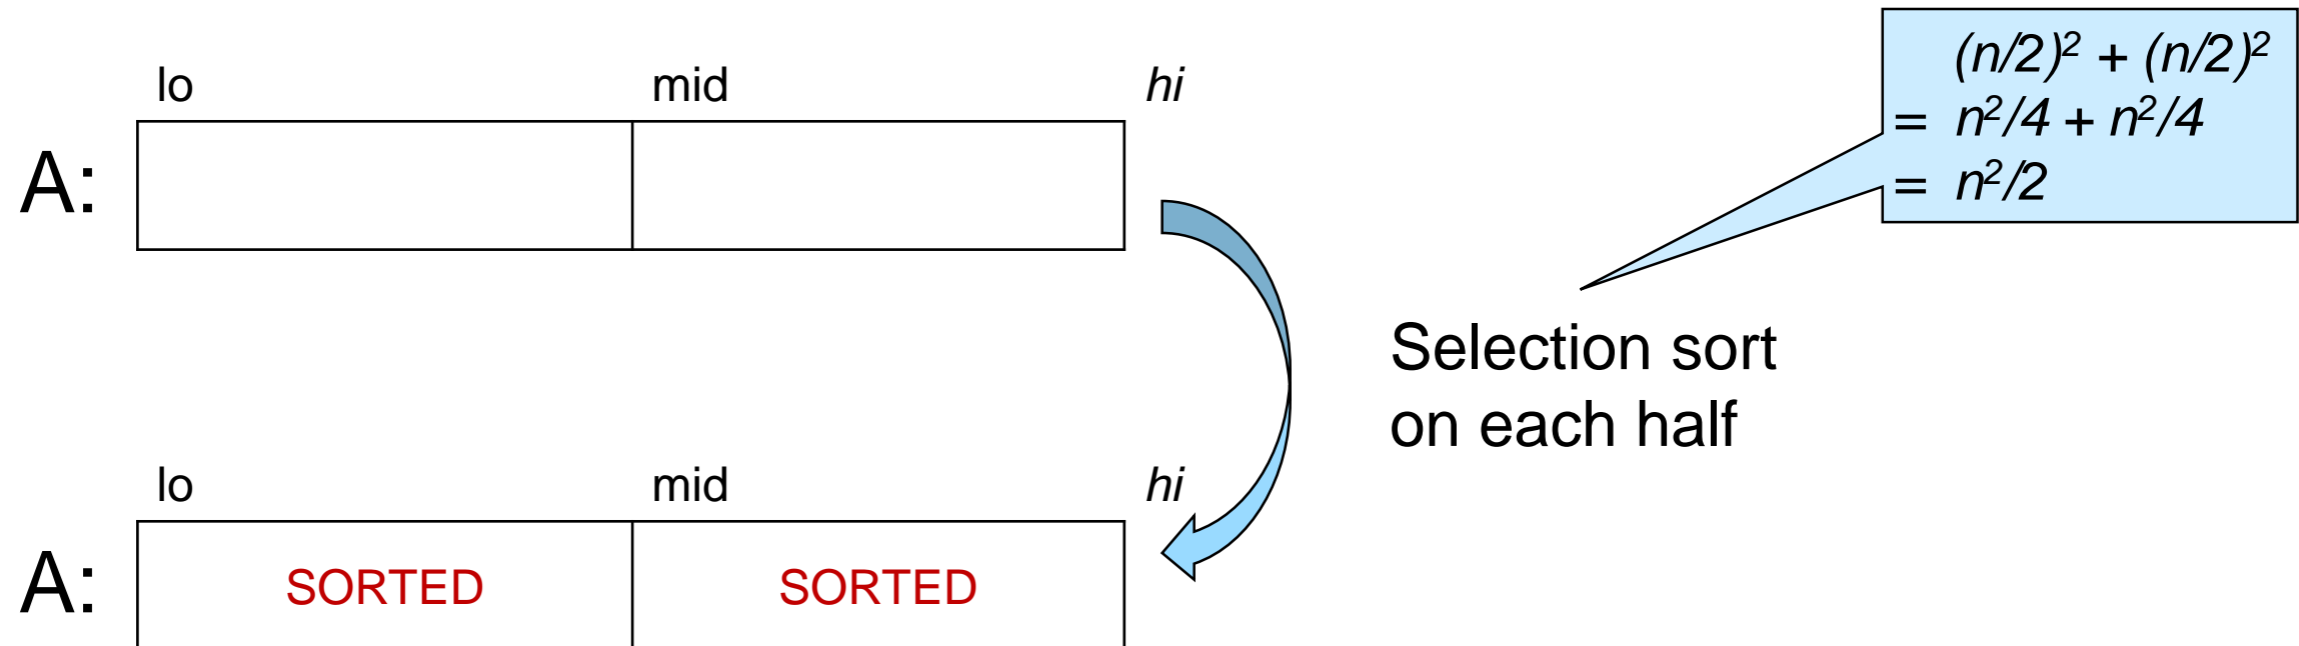 lo mid hi
A:
(n/2)² + (n/2)²
= n²/4 + n²/4
= n²/2
Selection sort
on each half
lo mid hi
A: SORTED SORTED